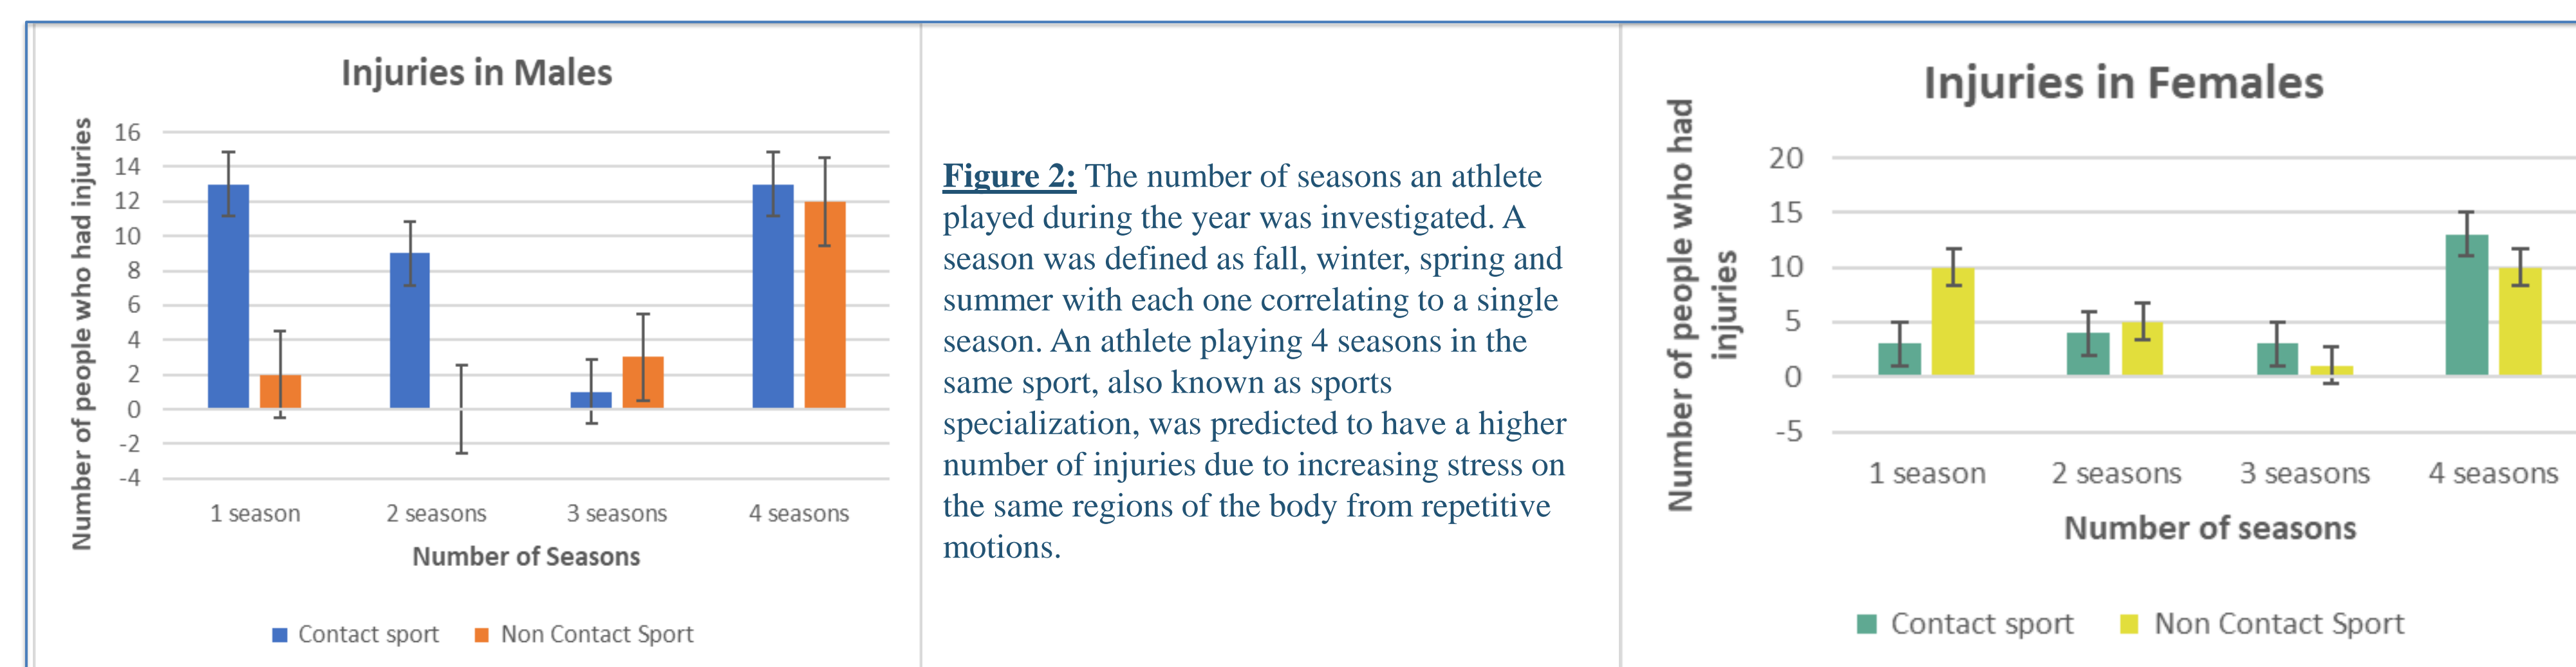 Injuries in Males
Number of people who had injuries
16
14
12
10
8
6
4
2
0
-2
-4
1 season
2 seasons
3 seasons
4 seasons
Number of Seasons
Contact sport
Non Contact Sport
Figure 2: The number of seasons an athlete
played during the year was investigated. A
season was defined as fall, winter, spring and
summer with each one correlating to a single
season. An athlete playing 4 seasons in the
same sport, also known as sports
specialization, was predicted to have a higher
number of injuries due to increasing stress on
the same regions of the body from repetitive
motions.
Injuries in Females
Number of people who had
injuries
20
15
10
5
0
-5
1 season
2 seasons
3 seasons
4 seasons
Number of seasons
Contact sport
Non Contact Sport